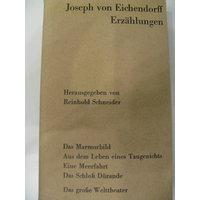 Joseph von Eichendorff
Erzählungen
Herausgegeben von
Reinhold Schneider
Das Marmorbild
Aus dem Leben eines Taugenichts
Eine Meerfahrt
Das Schloß Dürande
Das große Welttheater